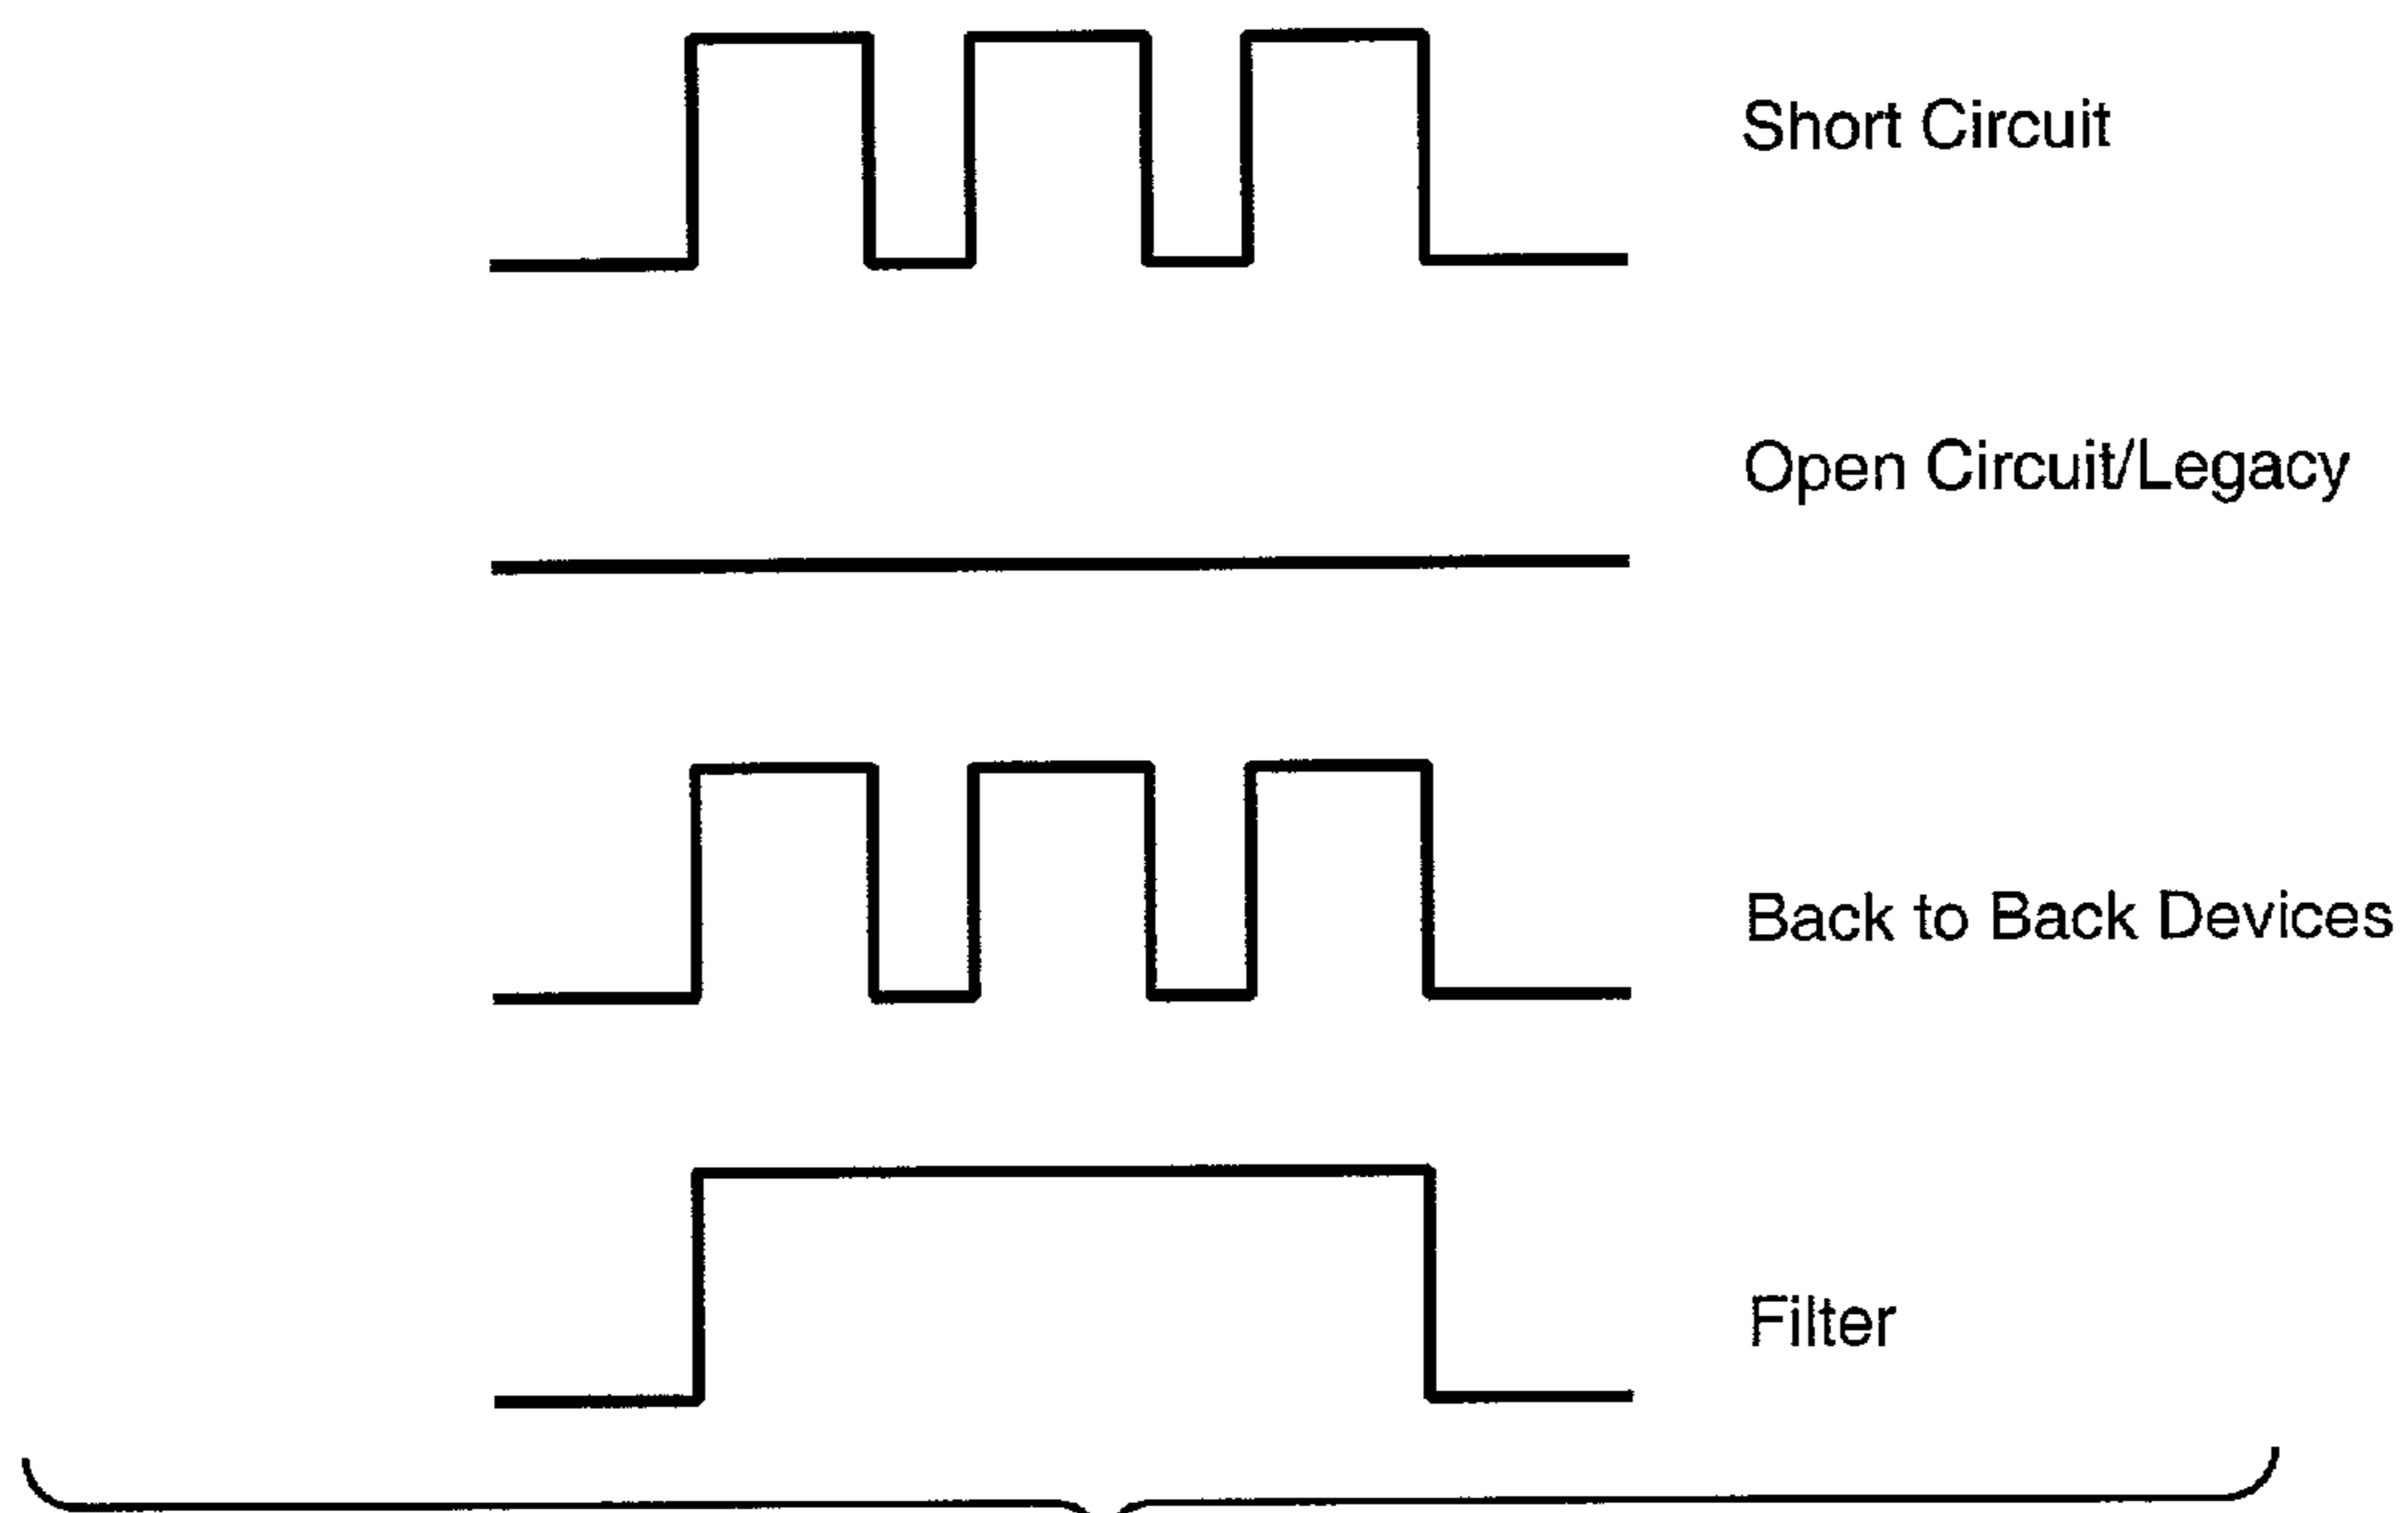 Short Circuit
Open Circuit/Legacy
Back to Back Devices
Filter